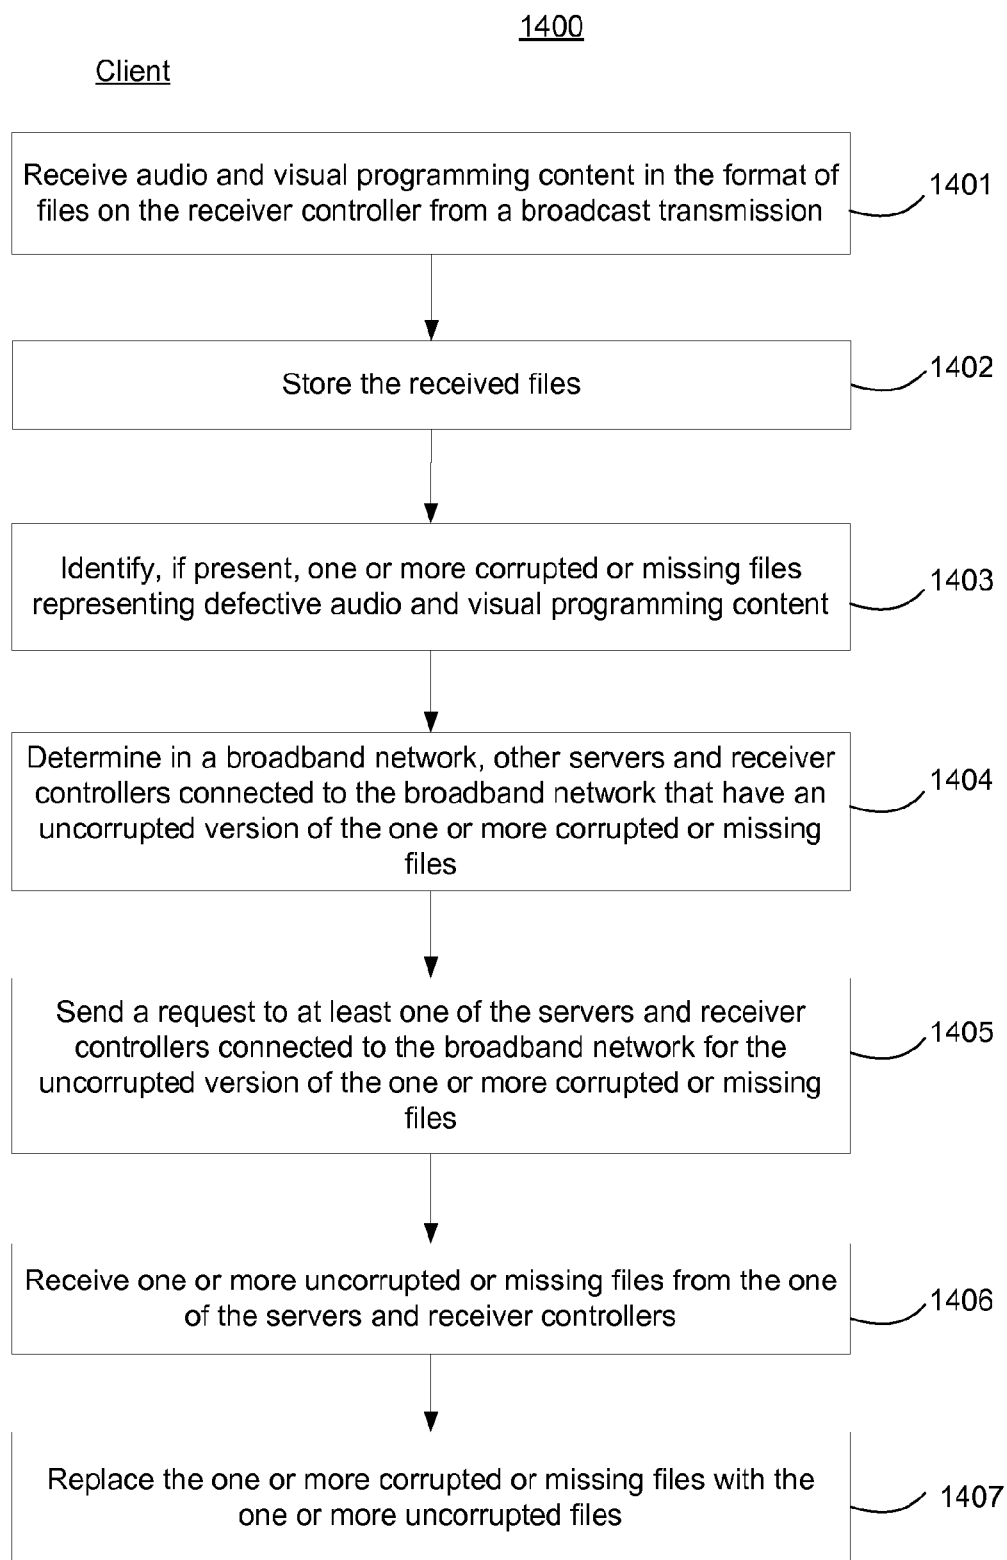 1400
Client
Receive audio and visual programming content in the format of
files on the receiver controller from a broadcast transmission
1401
Store the received files
1402
Identify, if present, one or more corrupted or missing files
representing defective audio and visual programming content
1403
Determine in a broadband network, other servers and receiver
controllers connected to the broadband network that have an
uncorrupted version of the one or more corrupted or missing
files
1404
Send a request to at least one of the servers and receiver
controllers connected to the broadband network for the
uncorrupted version of the one or more corrupted or missing
files
1405
Receive one or more uncorrupted or missing files from the one
of the servers and receiver controllers
1406
Replace the one or more corrupted or missing files with the
one or more uncorrupted files
1407